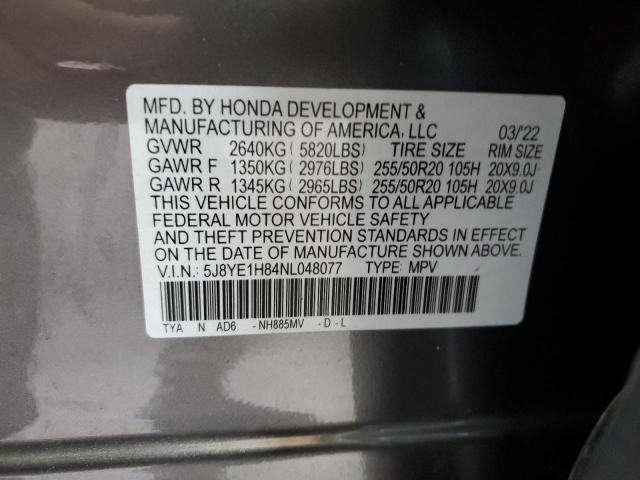 MFD. BY HONDA DEVELOPMENT &
MANUFACTURING OF AMERICA, LLC 03/'22
GVWR 2640KG ( 5820LBS) TIRE SIZE RIM SIZE
GAWR F 1350KG ( 2976LBS) 255/50R20 105H 20X9.0J
GAWR R 1345KG ( 2965LBS) 255/50R20 105H 20X9.0J
THIS VEHICLE CONFORMS TO ALL APPLICABLE
FEDERAL MOTOR VEHICLE SAFETY
AND THEFT PREVENTION STANDARDS IN EFFECT
ON THE DATE OF MANUFACTURE SHOWN ABOVE.
V.I.N.: 5J8YE1H84NL048077 TYPE: MPV
TYA N AD6 - NH885MV - D - L